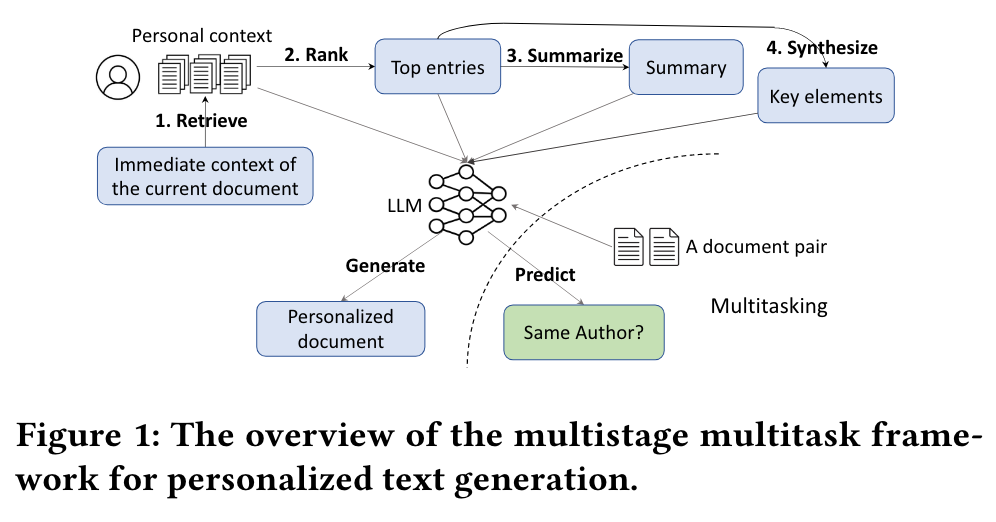 Personal context
2. Rank
Top entries
3. Summarize
Summary
4. Synthesize
Key elements
1. Retrieve
Immediate context of
the current document
LLM
A document pair
Generate
Predict
Multitasking
Personalized
document
Same Author?
Figure 1: The overview of the multistage multitask frame-
work for personalized text generation.